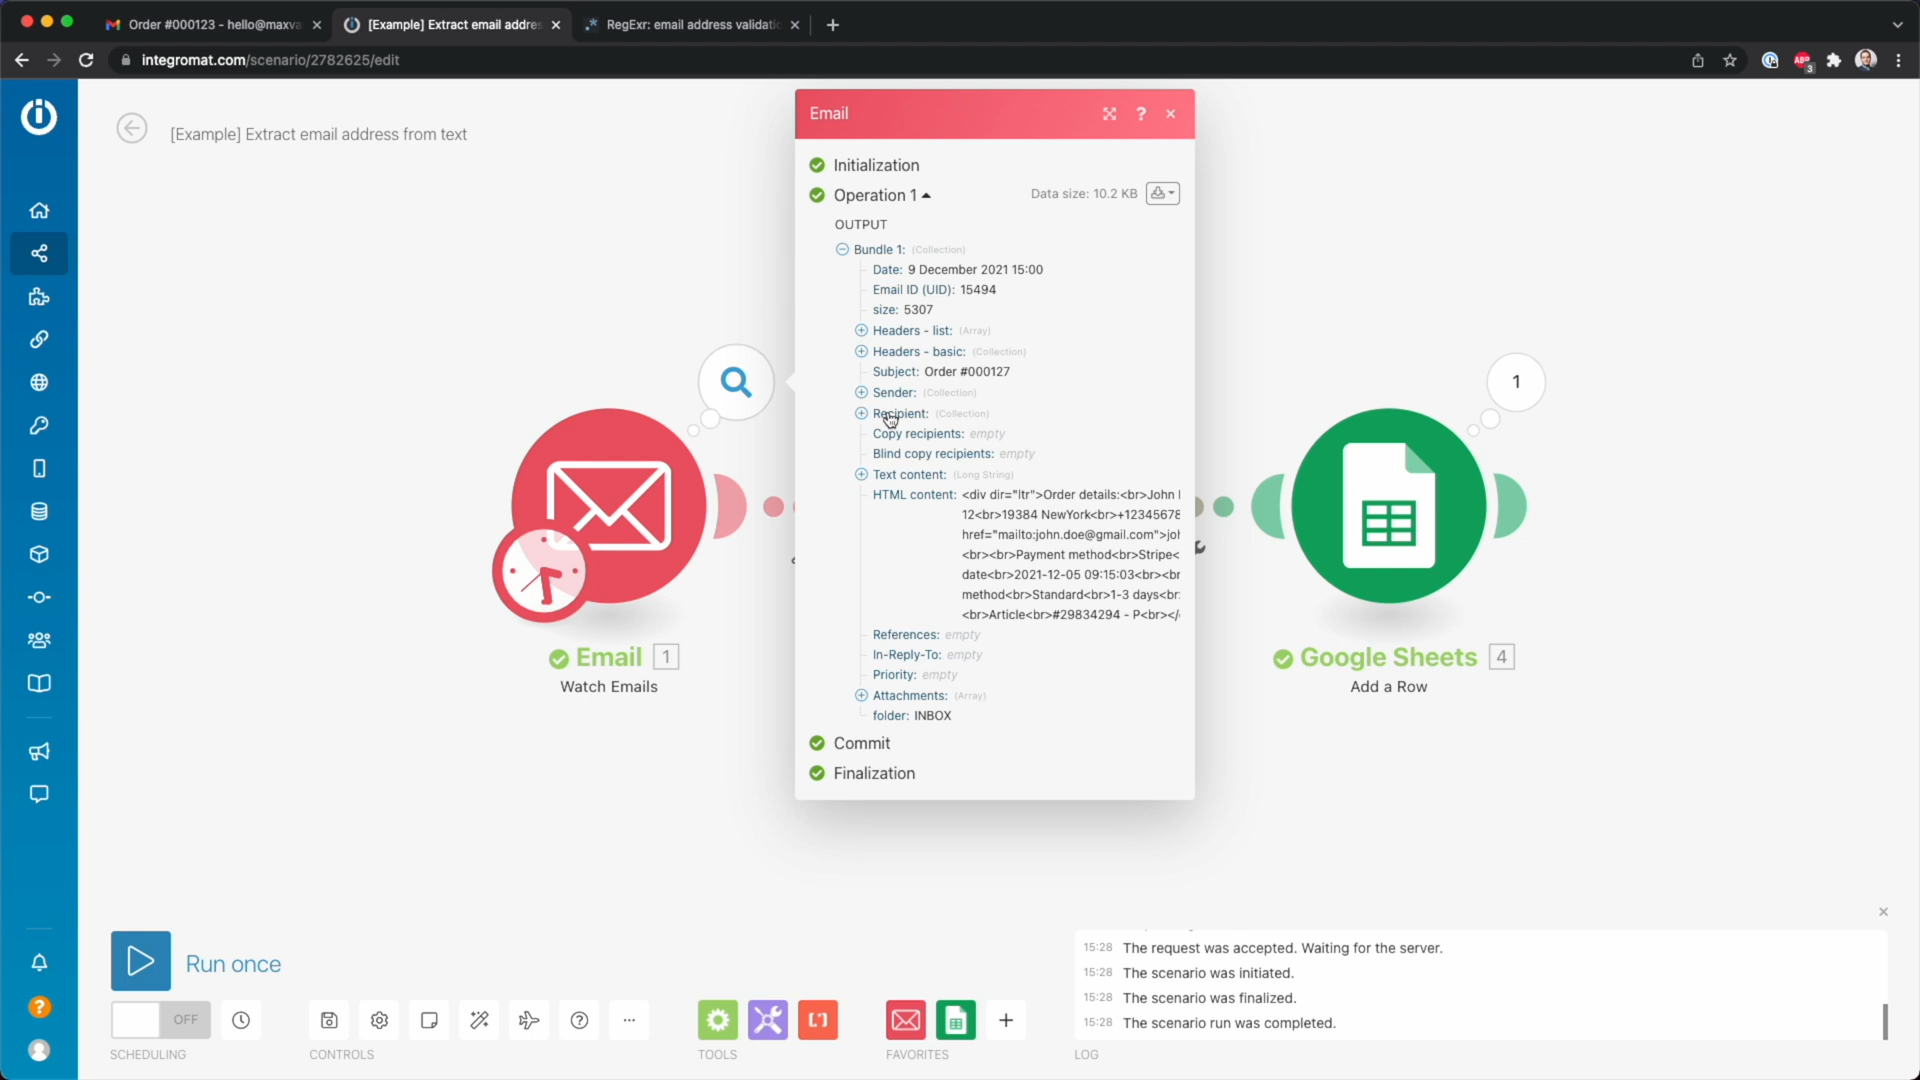 Order #000123 - hello@maxva
[Example] Extract email addre
RegExr: email address validati
integromat.com/scenario/2782625/edit
ABP
3
[Example] Extract email address from text
Email
?
Initialization
Operation 1
Data size: 10.2 KB
OUTPUT
Bundle 1: (Collection)
Date: 9 December 2021 15:00
Email ID (UID): 15494
size: 5307
Headers - list: (Array)
Headers - basic: (Collection)
Subject: Order #000127
Sender: (Collection)
Recipient: (Collection)
Copy recipients: empty
Blind copy recipients: empty
Text content: (Long String)
HTML content: <div dir="ltr">Order details:<br>John
12<br>19384 NewYork<br>+12345678
href="mailto:john.doe@gmail.com">joh
<br><br>Payment method<br>Stripe<
date<br>2021-12-05 09:15:03<br><br
method<br>Standard<br>1-3 days<br
<br>Article<br>#29834294 - P<br></
References: empty
In-Reply-To: empty
Priority: empty
Attachments: (Array)
folder: INBOX
Commit
Finalization
1
Email 1
Watch Emails
Google Sheets 4
Add a Row
Run once
OFF
SCHEDULING
CONTROLS
TOOLS
FAVORITES
15:28 The request was accepted. Waiting for the server.
15:28 The scenario was initiated.
15:28 The scenario was finalized.
15:28 The scenario run was completed.
LOG